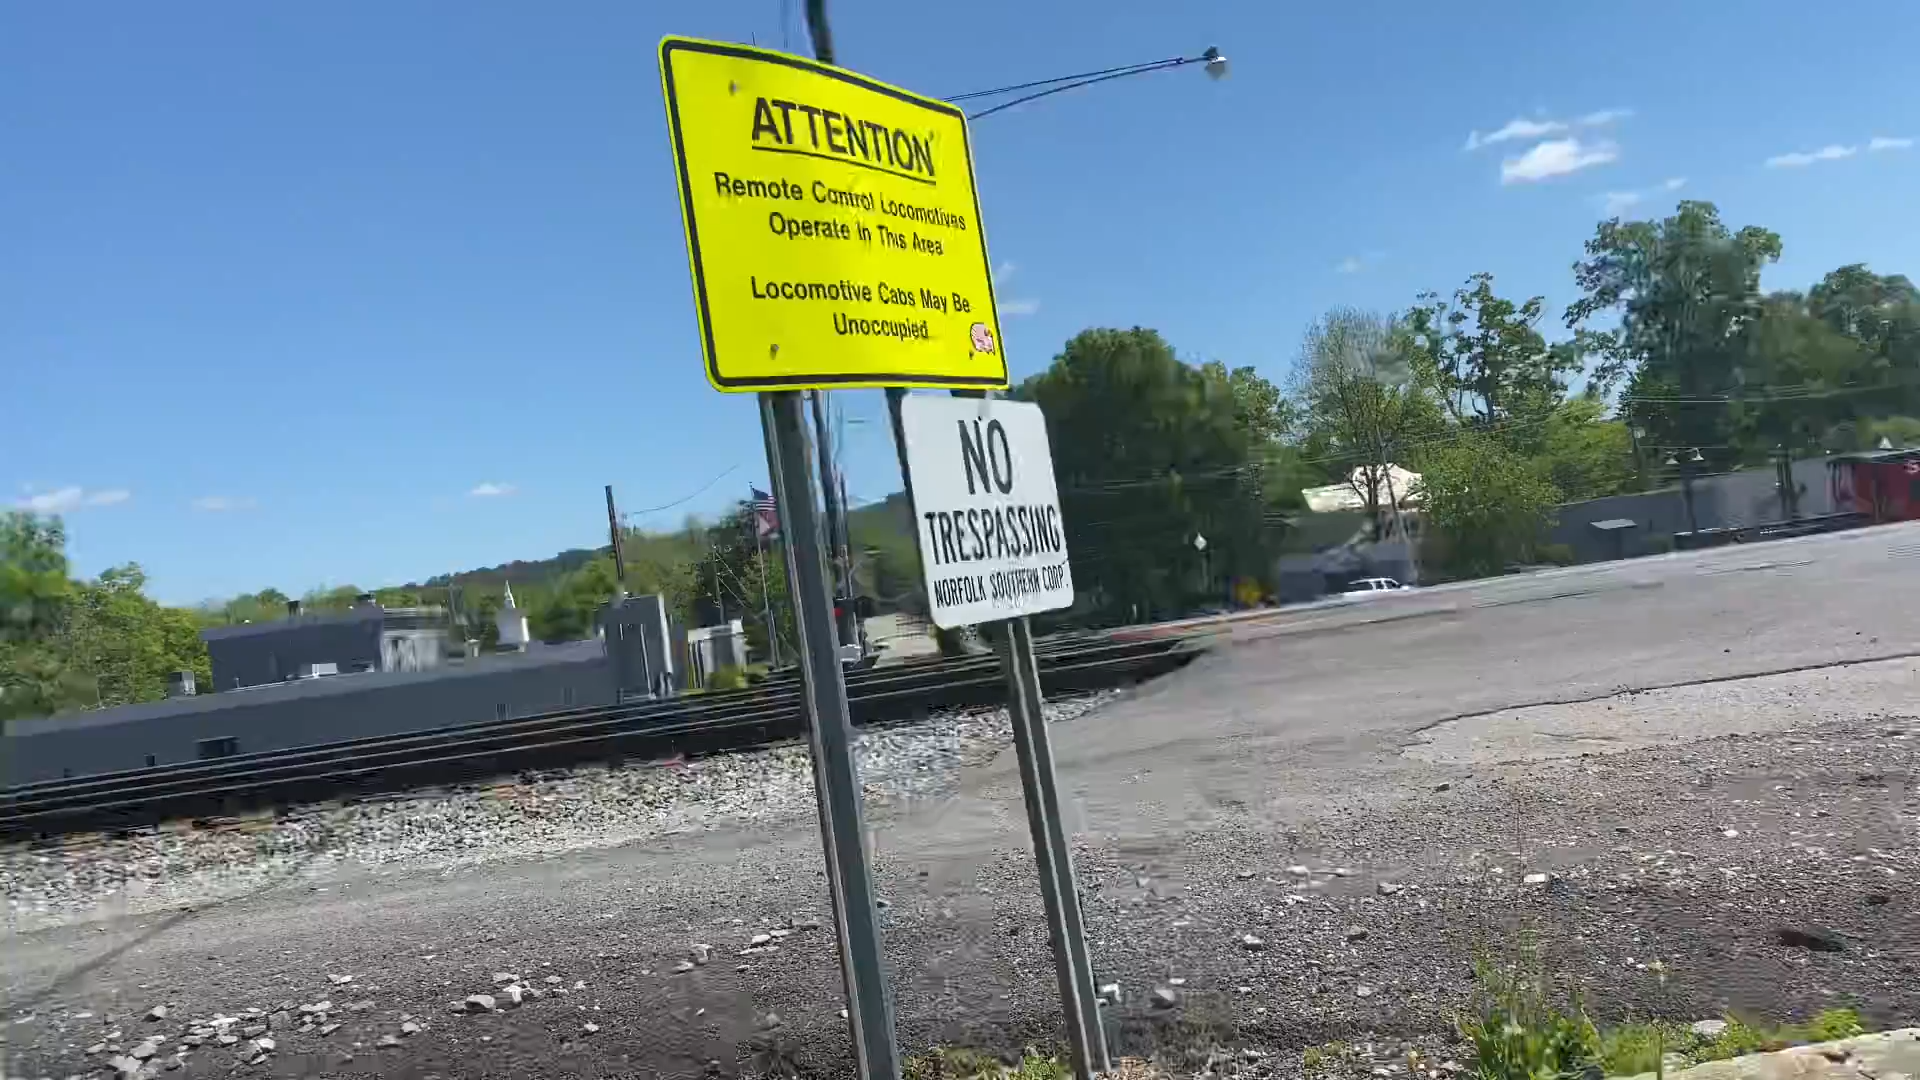 ATTENTION
Remote Control Locomotives
Operate In This Area
Locomotive Cabs May Be
Unoccupied
NO
TRESPASSING
NORFOLK SOUTHERN CORP.